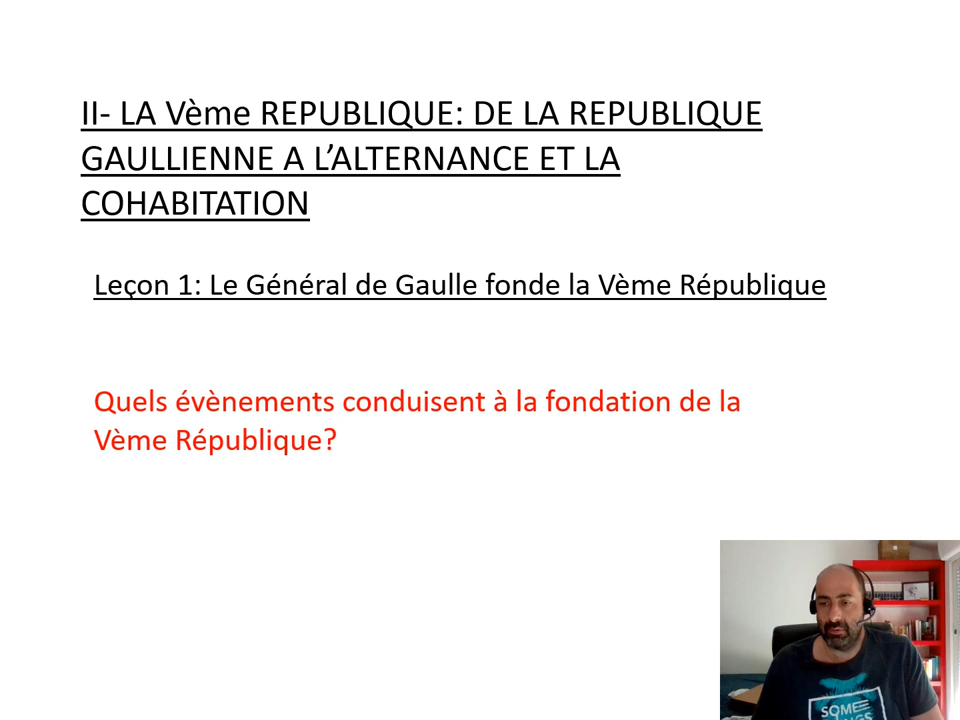 II- LA Vème REPUBLIQUE: DE LA REPUBLIQUE
GAULLIENNE A L’ALTERNANCE ET LA
COHABITATION
Leçon 1: Le Général de Gaulle fonde la Vème République
Quels évènements conduisent à la fondation de la
Vème République?
SOME